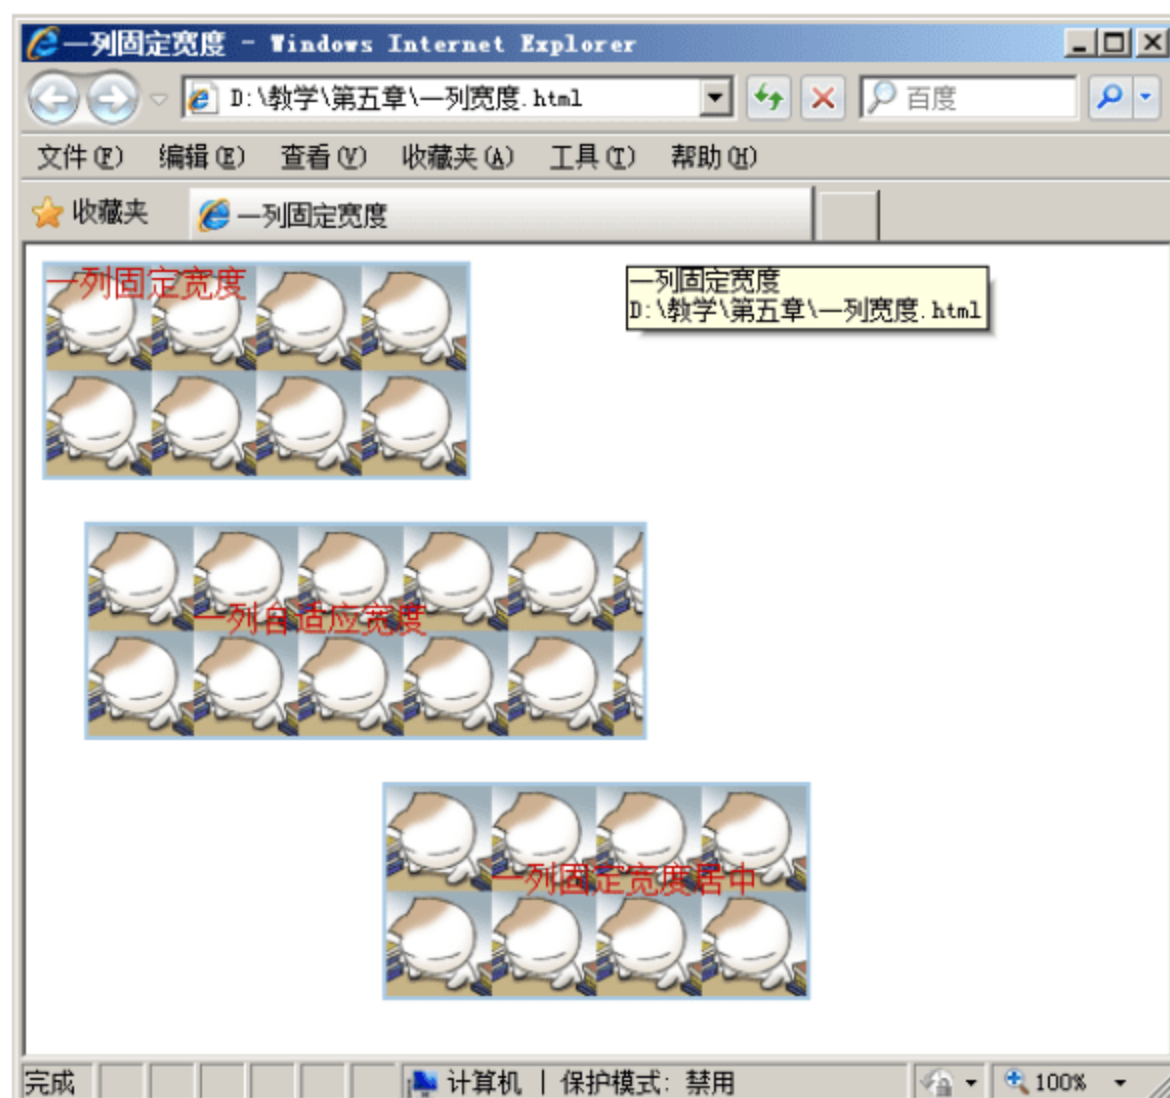 一列固定宽度 - Windows Internet Explorer
D:\教学\第五章\一列宽度.html
百度
文件(F) 编辑(E) 查看(V) 收藏夹(A) 工具(T) 帮助(H)
收藏夹 一列固定宽度
一列固定宽度
一列固定宽度
D:\教学\第五章\一列宽度.html
一列自适应宽度
一列固定宽度居中
完成 计算机 | 保护模式: 禁用 100%